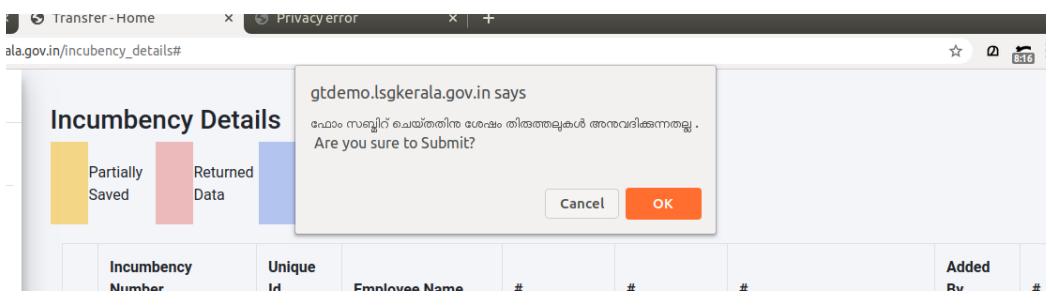 Transfer - Home × Privacy error × +
ala.gov.in/incubency_details#
8:16
gtdemo.lsgkerala.gov.in says
ഫോം സബ്മിറ് ചെയ്തതിനു ശേഷം തിരുത്തലുകൾ അനുവദിക്കുന്നതല്ല .
Are you sure to Submit?
Cancel OK
Incumbency Details
Partially Saved
Returned Data
Incumbency Number
Unique Id
Employee Name
#
#
#
Added By
#